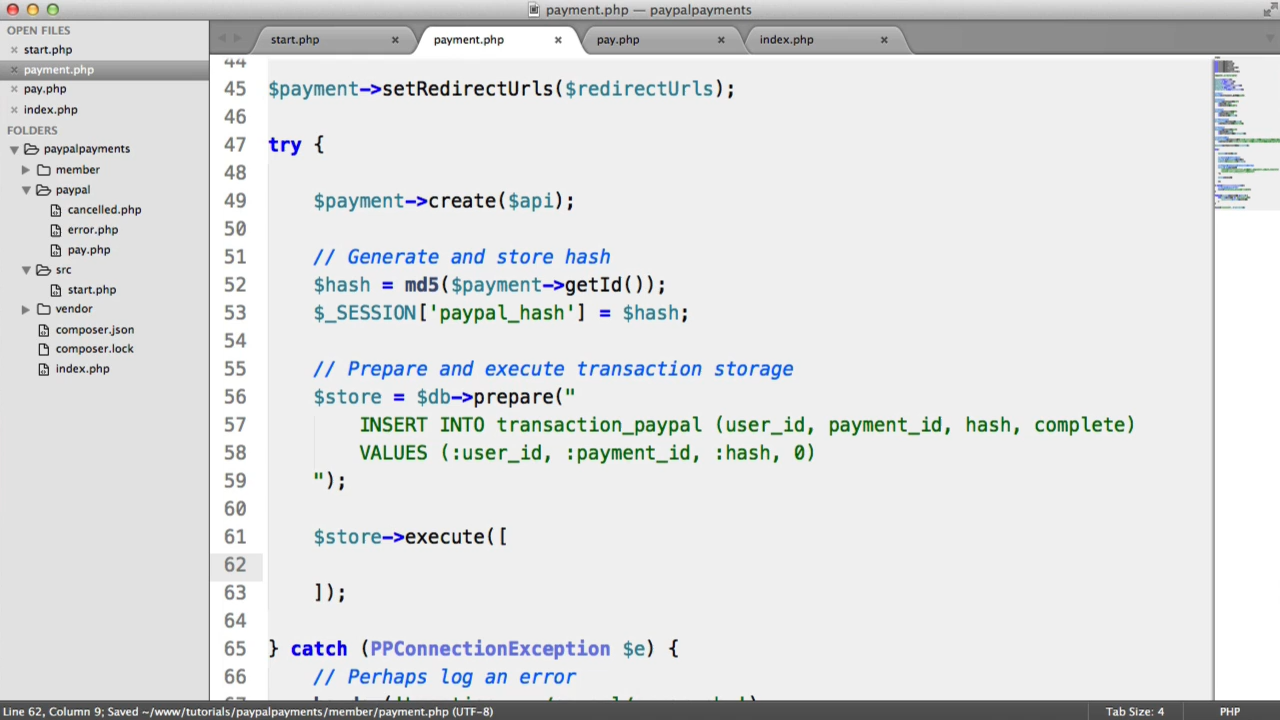 payment.php — paypalpayments
OPEN FILES
start.php
payment.php
pay.php
index.php
FOLDERS
paypalpayments
member
paypal
cancelled.php
error.php
pay.php
src
start.php
vendor
composer.json
composer.lock
index.php
start.php payment.php pay.php index.php
44
45 $payment->setRedirectUrls($redirectUrls);
46
47 try {
48
49 $payment->create($api);
50
51 // Generate and store hash
52 $hash = md5($payment->getId());
53 $_SESSION['paypal_hash'] = $hash;
54
55 // Prepare and execute transaction storage
56 $store = $db->prepare("
57 INSERT INTO transaction_paypal (user_id, payment_id, hash, complete)
58 VALUES (:user_id, :payment_id, :hash, 0)
59 ");
60
61 $store->execute([
62
63 ]);
64
65 } catch (PPConnectionException $e) {
66 // Perhaps log an error
Line 62, Column 9; Saved ~/www/tutorials/paypalpayments/member/payment.php (UTF-8) Tab Size: 4 PHP